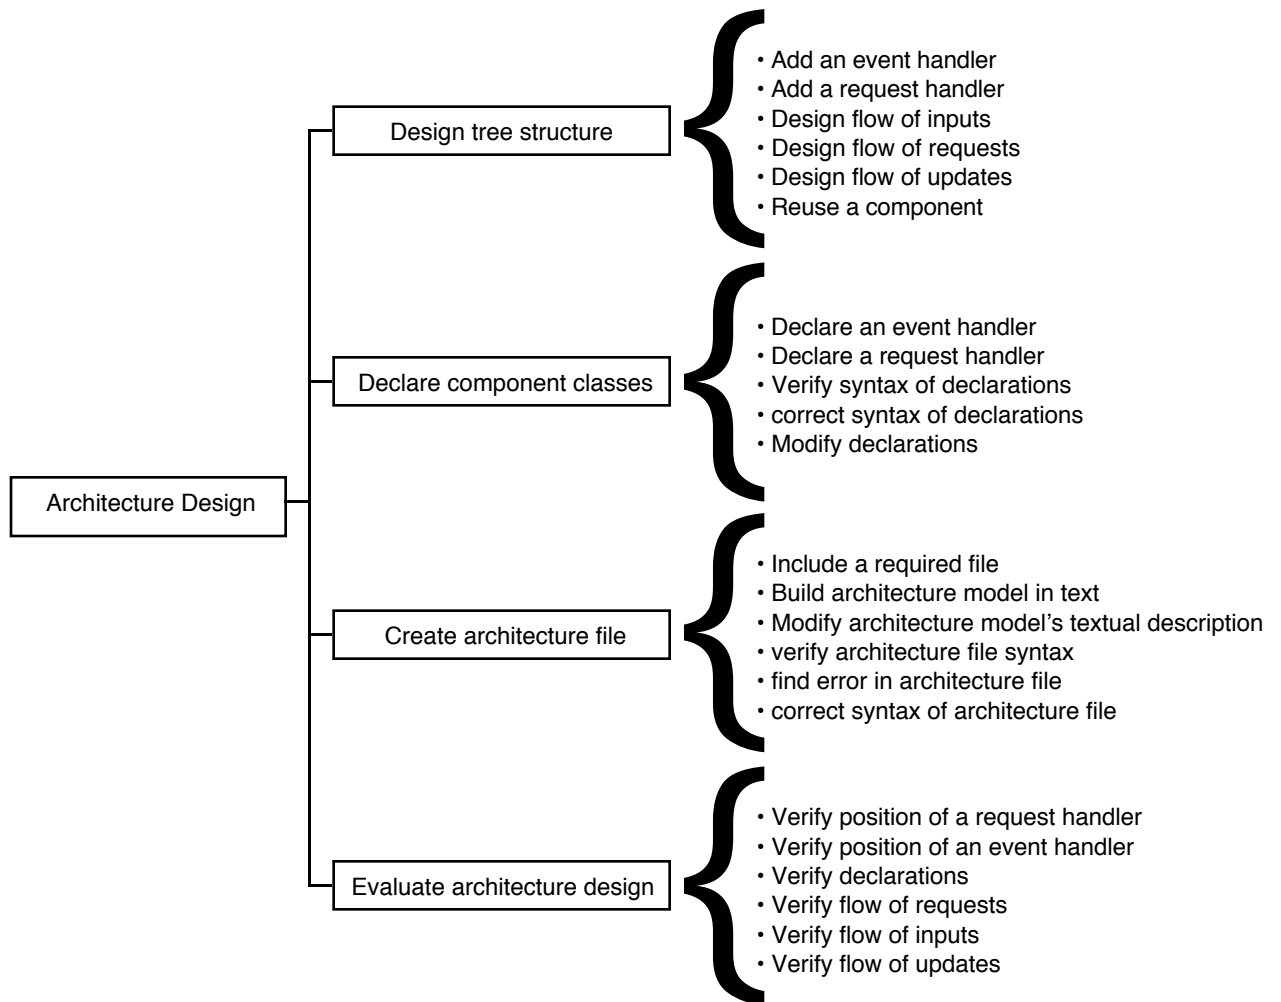 Architecture Design
Design tree structure
• Add an event handler
• Add a request handler
• Design flow of inputs
• Design flow of requests
• Design flow of updates
• Reuse a component
Declare component classes
• Declare an event handler
• Declare a request handler
• Verify syntax of declarations
• correct syntax of declarations
• Modify declarations
Create architecture file
• Include a required file
• Build architecture model in text
• Modify architecture model’s textual description
• verify architecture file syntax
• find error in architecture file
• correct syntax of architecture file
Evaluate architecture design
• Verify position of a request handler
• Verify position of an event handler
• Verify declarations
• Verify flow of requests
• Verify flow of inputs
• Verify flow of updates